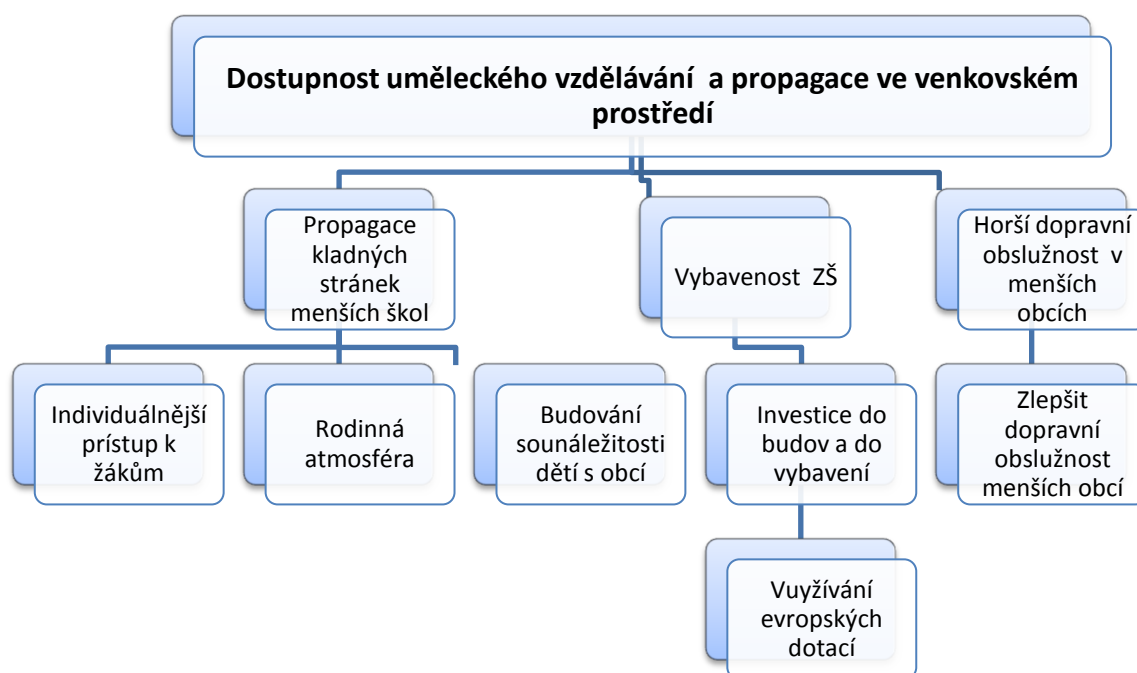 Dostupnost uměleckého vzdělávání  a propagace ve venkovském
prostředí
Propagace
kladných
stránek
menších škol
Vybavenost  ZŠ
Horší dopravní
obslužnost  v
menších
obcích
Individuálnější
prístup k
žákům
Rodinná
atmosféra
Budování
sounáležitosti
dětí s obcí
Investice do
budov a do
vybavení
Zlepšit
dopravní
obslužnost
menších obcí
Vuyžívání
evropských
dotací